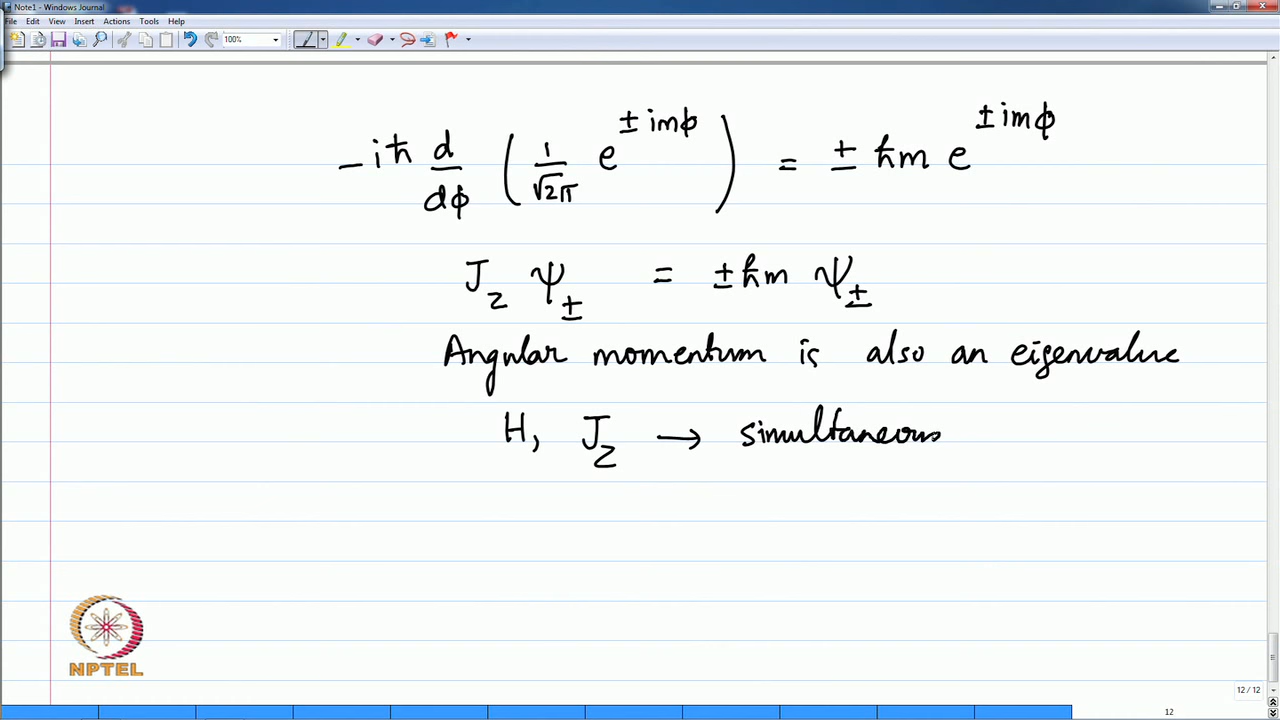 Note1 - Windows Journal
File Edit View Insert Actions Tools Help
100%
-iħ d/dϕ ( 1/√2π e^{± imϕ} ) = ± ħm e^{± imϕ}
J_z ψ_± = ± ħm ψ_±
Angular momentum is also an eigenvalue
H, J_z → simultaneous
NPTEL
12 / 12
12